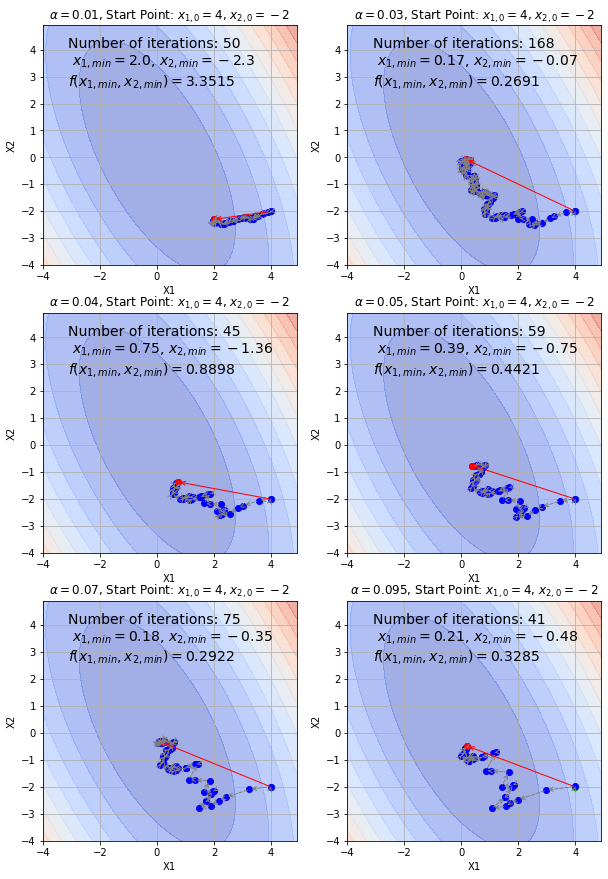 α = 0.01, Start Point: x₁,₀ = 4, x₂,₀ = −2
Number of iterations: 50
x₁,min = 2.0, x₂,min = −2.3
f(x₁,min, x₂,min) = 3.3515
X2
4
3
2
1
0
−1
−2
−3
−4
−4 −2 0 2 4
X1
α = 0.03, Start Point: x₁,₀ = 4, x₂,₀ = −2
Number of iterations: 168
x₁,min = 0.17, x₂,min = −0.07
f(x₁,min, x₂,min) = 0.2691
X2
4
3
2
1
0
−1
−2
−3
−4
−4 −2 0 2 4
X1
α = 0.04, Start Point: x₁,₀ = 4, x₂,₀ = −2
Number of iterations: 45
x₁,min = 0.75, x₂,min = −1.36
f(x₁,min, x₂,min) = 0.8898
X2
4
3
2
1
0
−1
−2
−3
−4
−4 −2 0 2 4
X1
α = 0.05, Start Point: x₁,₀ = 4, x₂,₀ = −2
Number of iterations: 59
x₁,min = 0.39, x₂,min = −0.75
f(x₁,min, x₂,min) = 0.4421
X2
4
3
2
1
0
−1
−2
−3
−4
−4 −2 0 2 4
X1
α = 0.07, Start Point: x₁,₀ = 4, x₂,₀ = −2
Number of iterations: 75
x₁,min = 0.18, x₂,min = −0.35
f(x₁,min, x₂,min) = 0.2922
X2
4
3
2
1
0
−1
−2
−3
−4
−4 −2 0 2 4
X1
α = 0.095, Start Point: x₁,₀ = 4, x₂,₀ = −2
Number of iterations: 41
x₁,min = 0.21, x₂,min = −0.48
f(x₁,min, x₂,min) = 0.3285
X2
4
3
2
1
0
−1
−2
−3
−4
−4 −2 0 2 4
X1